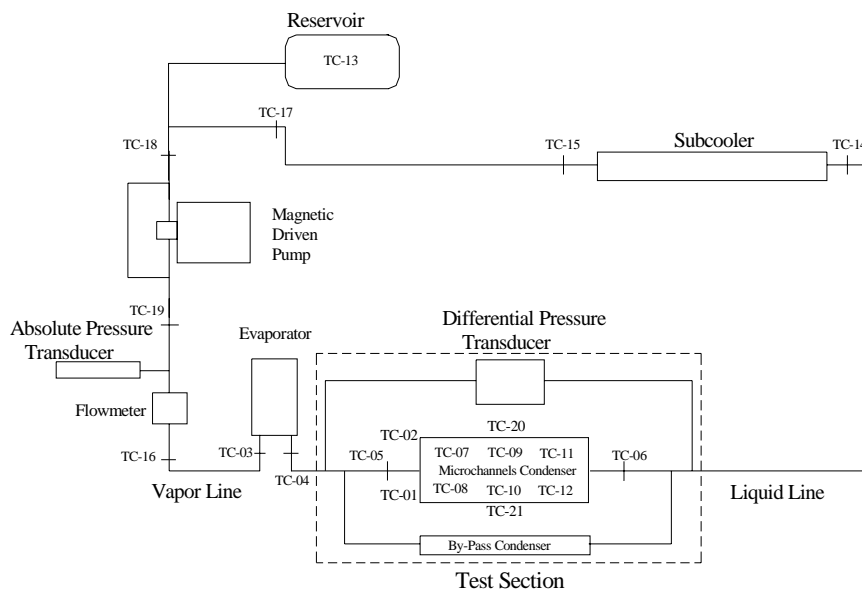 Reservoir
TC-13
TC-17
TC-18
TC-15
Subcooler
TC-14
Magnetic
Driven
Pump
TC-19
Absolute Pressure
Transducer
Evaporator
Differential Pressure
Transducer
Flowmeter
TC-16
TC-03
TC-04
TC-05
TC-02
TC-01
TC-20
TC-07
TC-09
TC-11
Microchannels Condenser
TC-08
TC-10
TC-12
TC-21
TC-06
Vapor Line
Liquid Line
By-Pass Condenser
Test Section